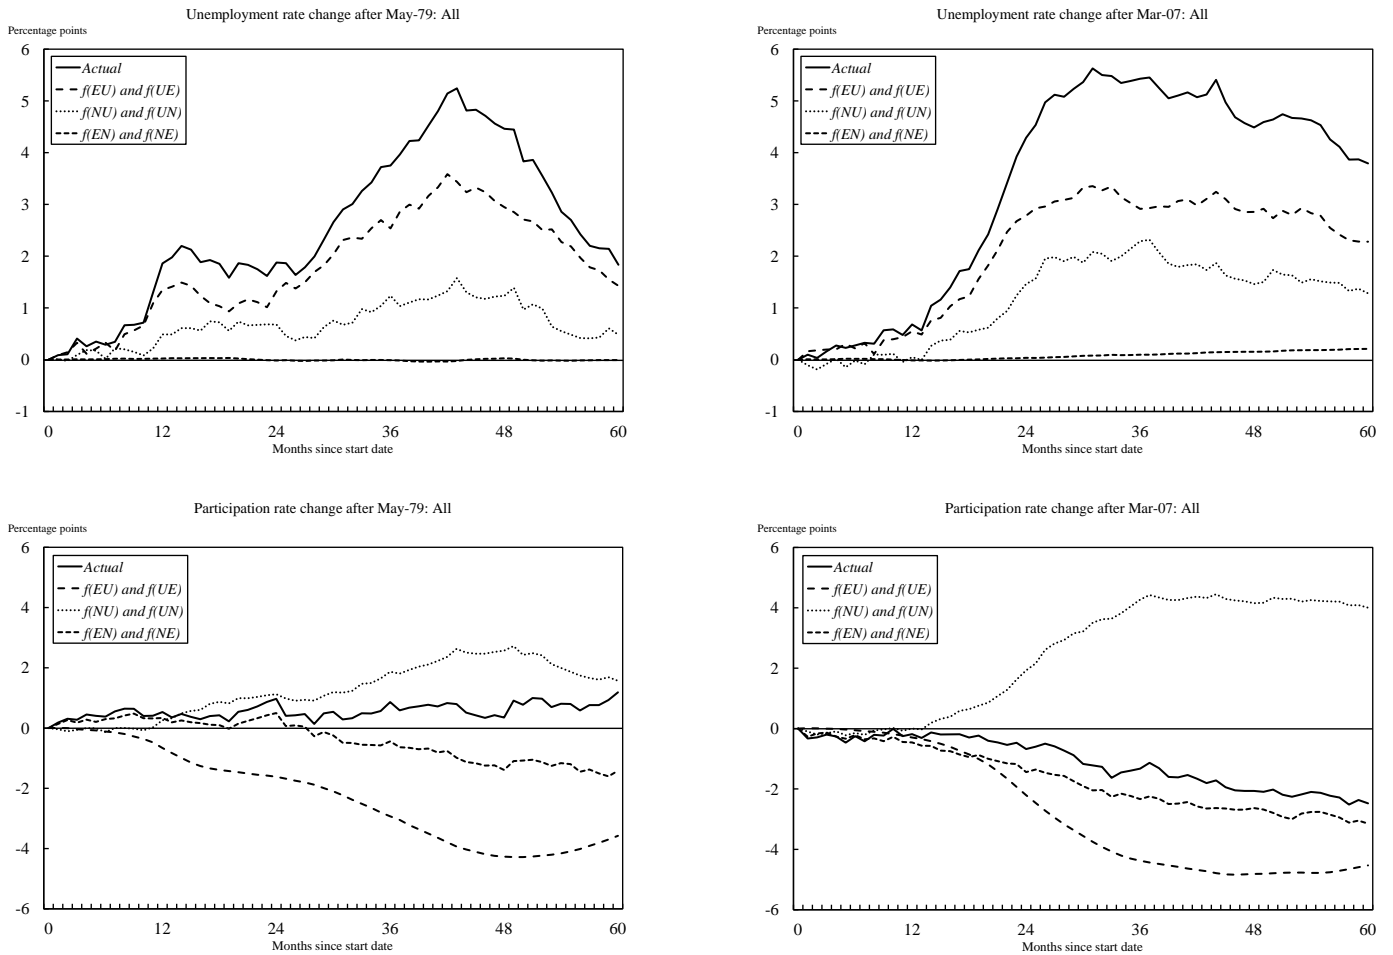 Unemployment rate change after May-79: All
Percentage points
6
5
4
3
2
1
0
-1
Actual
f(EU) and f(UE)
f(NU) and f(UN)
f(EN) and f(NE)
0 12 24 36 48 60
Months since start date
Unemployment rate change after Mar-07: All
Percentage points
6
5
4
3
2
1
0
-1
Actual
f(EU) and f(UE)
f(NU) and f(UN)
f(EN) and f(NE)
0 12 24 36 48 60
Months since start date
Participation rate change after May-79: All
Percentage points
6
4
2
0
-2
-4
-6
Actual
f(EU) and f(UE)
f(NU) and f(UN)
f(EN) and f(NE)
0 12 24 36 48 60
Months since start date
Participation rate change after Mar-07: All
Percentage points
6
4
2
0
-2
-4
-6
Actual
f(EU) and f(UE)
f(NU) and f(UN)
f(EN) and f(NE)
0 12 24 36 48 60
Months since start date